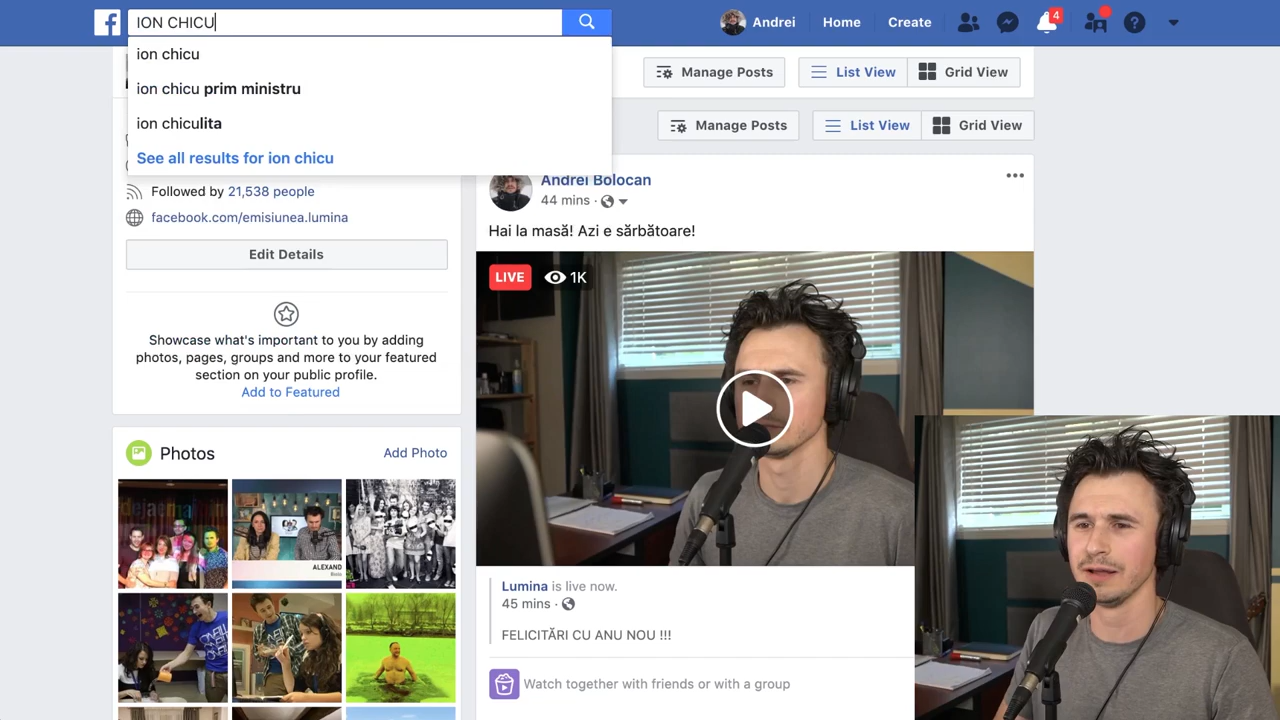 ION CHICU
Andrei
Home
Create
4
ion chicu
ion chicu prim ministru
ion chiculita
See all results for ion chicu
Manage Posts
List View
Grid View
Manage Posts
List View
Grid View
Followed by 21,538 people
facebook.com/emisiunea.lumina
Edit Details
Showcase what's important to you by adding
photos, pages, groups and more to your featured
section on your public profile.
Add to Featured
Photos
Add Photo
ALEXAND
Andrei Bolocan
44 mins ·
Hai la masă! Azi e sărbătoare!
LIVE
1K
Lumina is live now.
45 mins ·
FELICITĂRI CU ANU NOU !!!
Watch together with friends or with a group